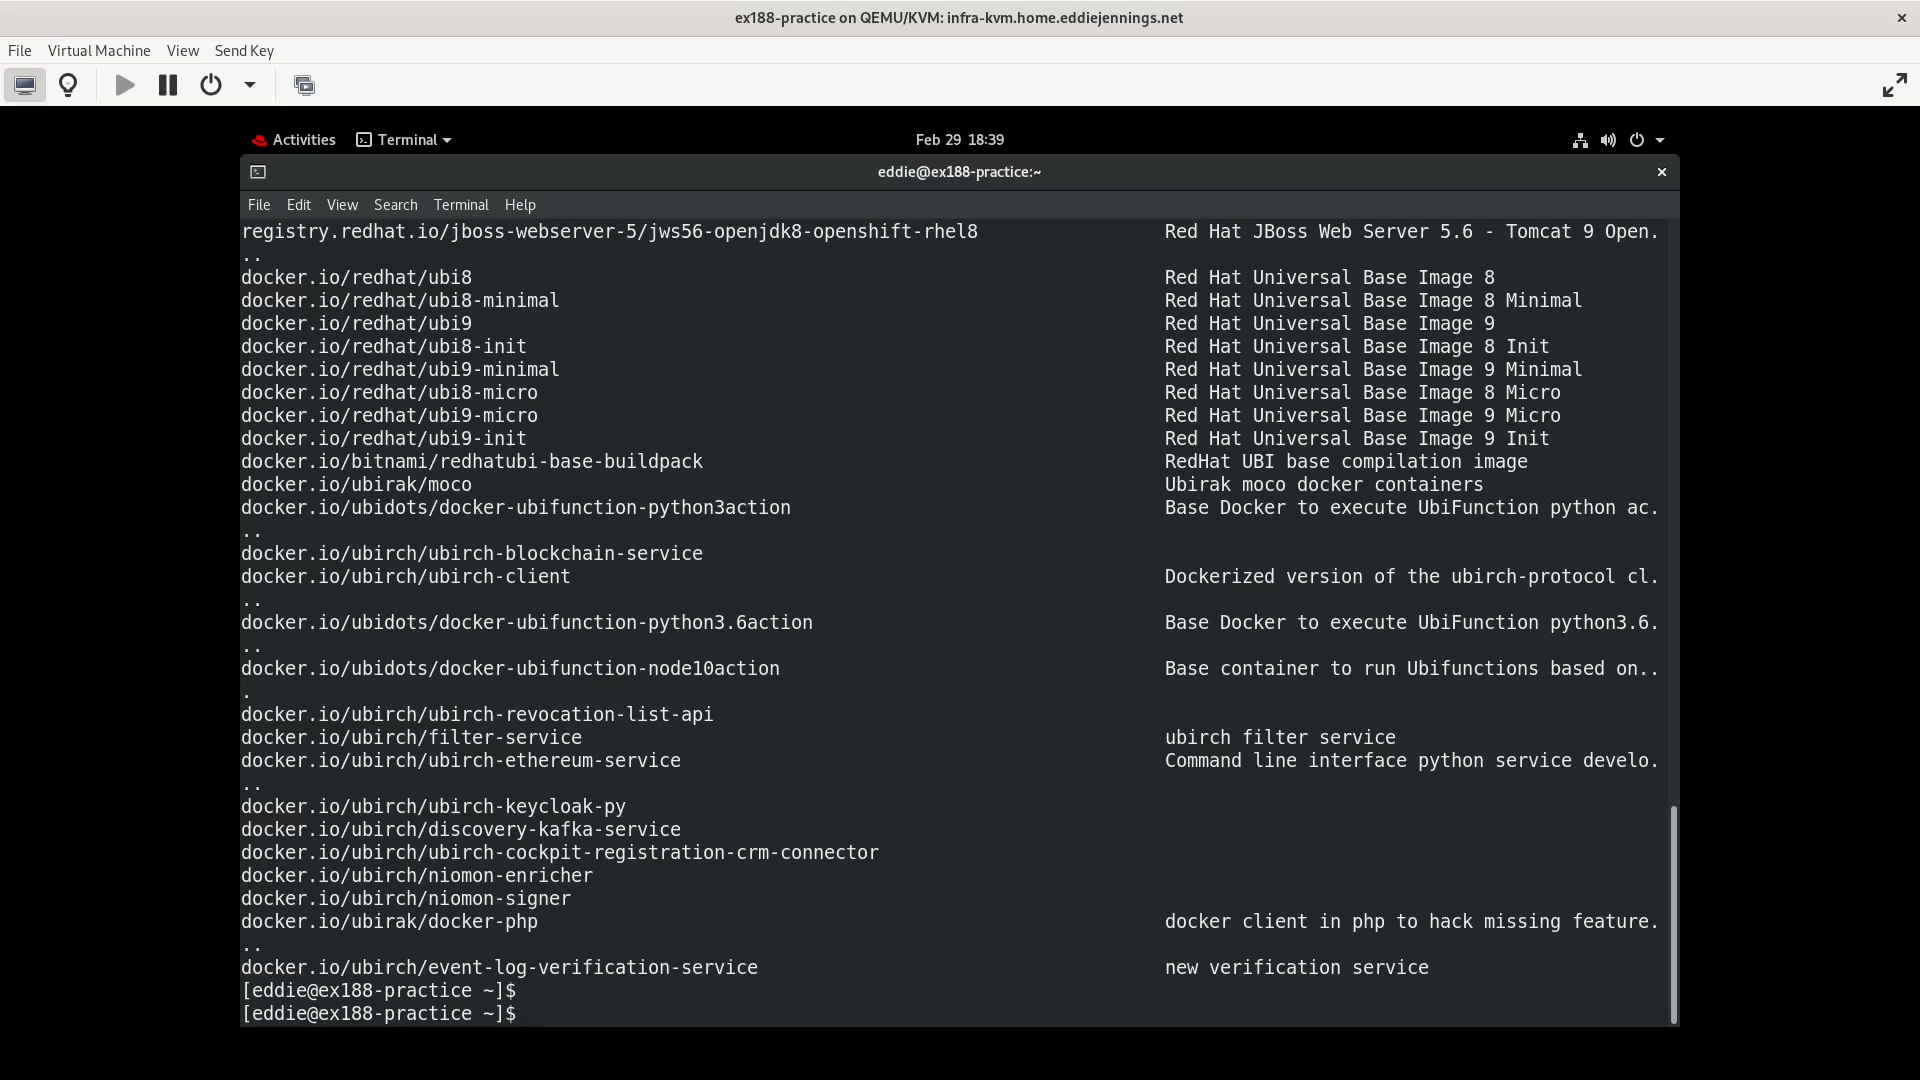 ex188-practice on QEMU/KVM: infra-kvm.home.eddiejennings.net
File Virtual Machine View Send Key
Activities Terminal Feb 29 18:39
eddie@ex188-practice:~
File Edit View Search Terminal Help
registry.redhat.io/jboss-webserver-5/jws56-openjdk8-openshift-rhel8 Red Hat JBoss Web Server 5.6 - Tomcat 9 Open.
..
docker.io/redhat/ubi8 Red Hat Universal Base Image 8
docker.io/redhat/ubi8-minimal Red Hat Universal Base Image 8 Minimal
docker.io/redhat/ubi9 Red Hat Universal Base Image 9
docker.io/redhat/ubi8-init Red Hat Universal Base Image 8 Init
docker.io/redhat/ubi9-minimal Red Hat Universal Base Image 9 Minimal
docker.io/redhat/ubi8-micro Red Hat Universal Base Image 8 Micro
docker.io/redhat/ubi9-micro Red Hat Universal Base Image 9 Micro
docker.io/redhat/ubi9-init Red Hat Universal Base Image 9 Init
docker.io/bitnami/redhatubi-base-buildpack RedHat UBI base compilation image
docker.io/ubirak/moco Ubirak moco docker containers
docker.io/ubidots/docker-ubifunction-python3action Base Docker to execute UbiFunction python ac.
..
docker.io/ubirch/ubirch-blockchain-service
docker.io/ubirch/ubirch-client Dockerized version of the ubirch-protocol cl.
..
docker.io/ubidots/docker-ubifunction-python3.6action Base Docker to execute UbiFunction python3.6.
..
docker.io/ubidots/docker-ubifunction-node10action Base container to run Ubifunctions based on..
.
docker.io/ubirch/ubirch-revocation-list-api
docker.io/ubirch/filter-service ubirch filter service
docker.io/ubirch/ubirch-ethereum-service Command line interface python service develo.
..
docker.io/ubirch/ubirch-keycloak-py
docker.io/ubirch/discovery-kafka-service
docker.io/ubirch/ubirch-cockpit-registration-crm-connector
docker.io/ubirch/niomon-enricher
docker.io/ubirch/niomon-signer
docker.io/ubirak/docker-php docker client in php to hack missing feature.
..
docker.io/ubirch/event-log-verification-service new verification service
[eddie@ex188-practice ~]$
[eddie@ex188-practice ~]$